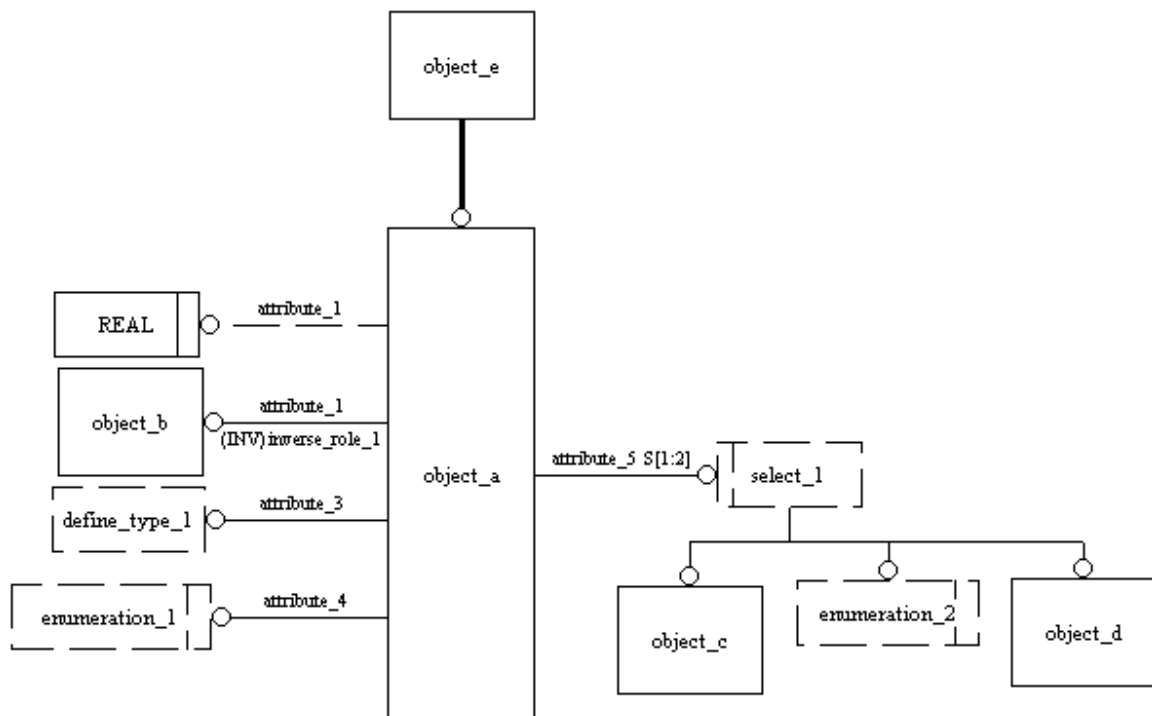 object_e
REAL
attribute_1
object_b
attribute_1
(INV) inverse_role_1
object_a
attribute_5 S[1:2]
select_1
define_type_1
attribute_3
enumeration_1
attribute_4
object_c
enumeration_2
object_d